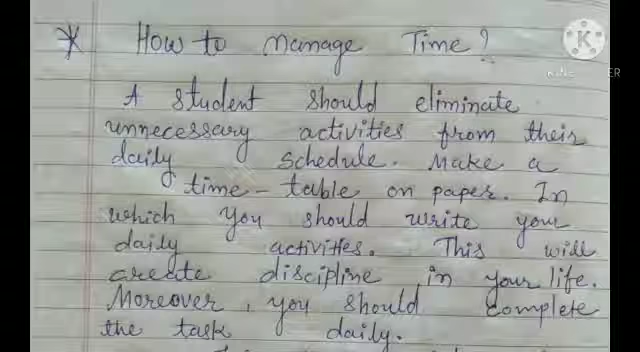 * How to manage Time?
A student should eliminate
unnecessary activities from their
daily schedule. Make a
time-table on paper. In
which you should write your
daily activities. This will
create discipline in your life.
Moreover, you should complete
the task daily.
K
KINE ER